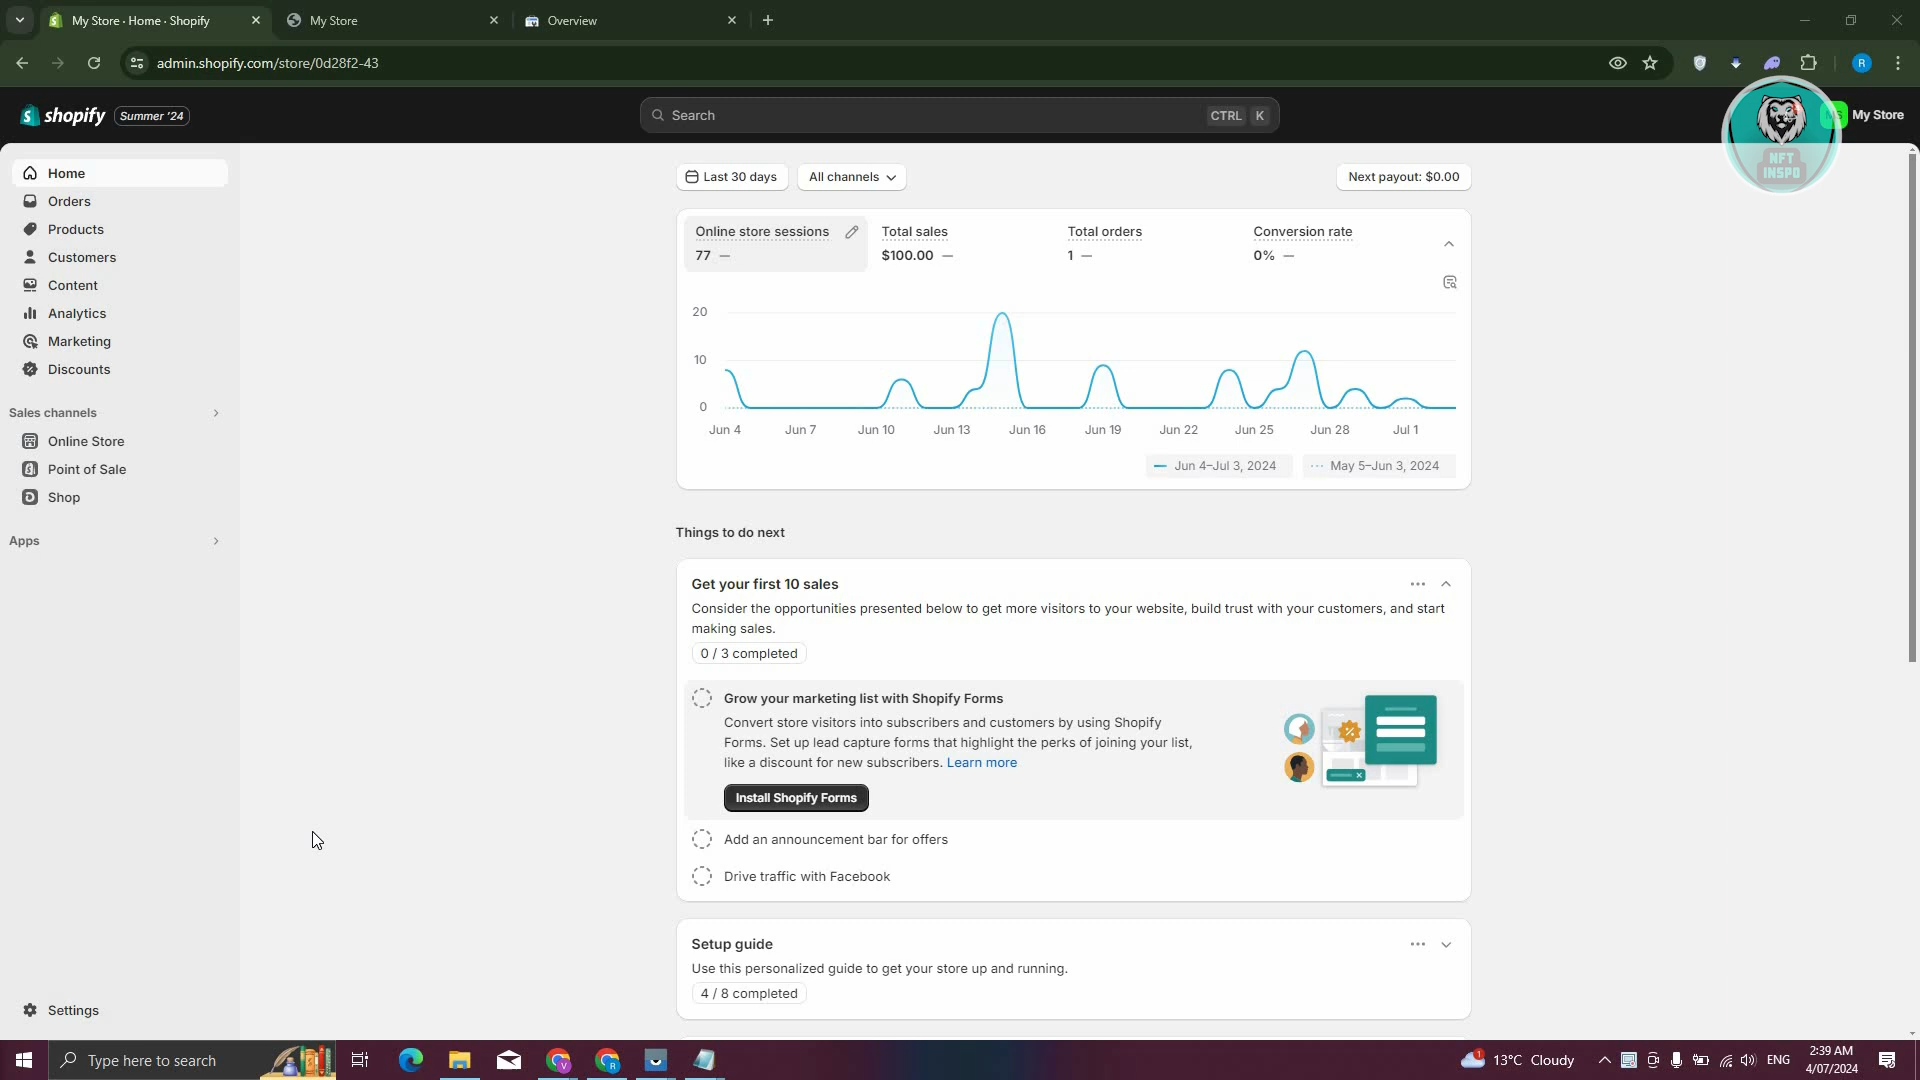 My Store · Home · Shopify
My Store
Overview
admin.shopify.com/store/0d28f2-43
R
shopify
Summer '24
Search
CTRL K
My Store
NFT
INSPO
Home
Orders
Products
Customers
Content
Analytics
Marketing
Discounts
Sales channels
Online Store
Point of Sale
Shop
Apps
Settings
Last 30 days
All channels
Next payout: $0.00
Online store sessions
77 —
Total sales
$100.00 —
Total orders
1 —
Conversion rate
0% —
20
10
0
Jun 4 Jun 7 Jun 10 Jun 13 Jun 16 Jun 19 Jun 22 Jun 25 Jun 28 Jul 1
Jun 4–Jul 3, 2024
May 5–Jun 3, 2024
Things to do next
Get your first 10 sales
Consider the opportunities presented below to get more visitors to your website, build trust with your customers, and start
making sales.
0 / 3 completed
Grow your marketing list with Shopify Forms
Convert store visitors into subscribers and customers by using Shopify
Forms. Set up lead capture forms that highlight the perks of joining your list,
like a discount for new subscribers. Learn more
Install Shopify Forms
Add an announcement bar for offers
Drive traffic with Facebook
Setup guide
Use this personalized guide to get your store up and running.
4 / 8 completed
Type here to search
V
R
1
13°C Cloudy
ENG
2:39 AM
4/07/2024